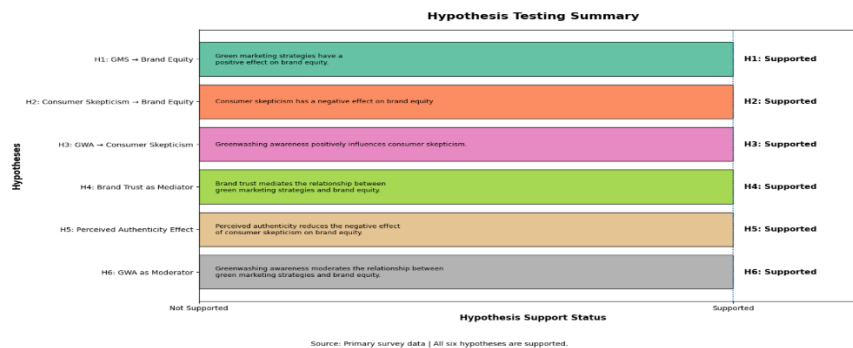 Hypothesis Testing Summary
H1: GMS → Brand Equity
Green marketing strategies have a
positive effect on brand equity.
H1: Supported
H2: Consumer Skepticism → Brand Equity
Consumer skepticism has a negative effect on brand equity.
H2: Supported
H3: GWA → Consumer Skepticism
Greenwashing awareness positively influences consumer skepticism.
H3: Supported
H4: Brand Trust as Mediator
Brand trust mediates the relationship between
green marketing strategies and brand equity.
H4: Supported
H5: Perceived Authenticity Effect
Perceived authenticity reduces the negative effect
of consumer skepticism on brand equity.
H5: Supported
H6: GWA as Moderator
Greenwashing awareness moderates the relationship between
green marketing strategies and brand equity.
H6: Supported
Hypotheses
Not Supported
Supported
Hypothesis Support Status
Source: Primary survey data | All six hypotheses are supported.